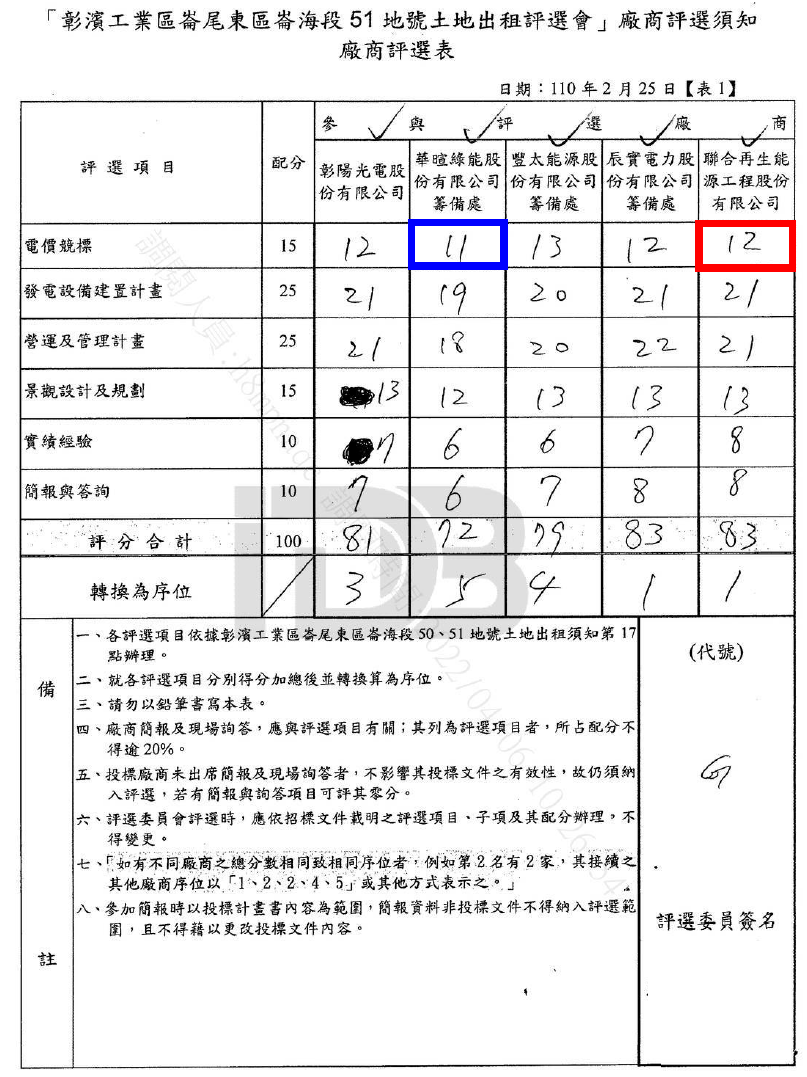 「彰濱工業區崙尾東區崙海段 51 地號土地出租評選會」廠商評選須知
廠商評選表
日期：110 年 2 月 25 日【表 1】
評選項目 配分 參與評選廠商
彰陽光電股份有限公司 華暄綠能股份有限公司籌備處 豐太能源股份有限公司籌備處 辰寶電力股份有限公司籌備處 聯合再生能源工程股份有限公司
電價競標 15 12 11 13 12 12
發電設備建置計畫 25 21 19 20 21 21
營運及管理計畫 25 21 18 20 22 21
景觀設計及規劃 15 13 12 13 13 13
實績經驗 10 7 6 6 7 8
簡報與答詢 10 7 6 7 8 8
評分合計 100 81 72 79 83 83
轉換為序位 3 5 4 1 1
備註
一、各評選項目依據彰濱工業區崙尾東區崙海段 50、51 地號土地出租須知第 17
點辦理。
二、就各評選項目分別得分加總後並轉換算為序位。
三、請勿以鉛筆書寫本表。
四、廠商簡報及現場詢答，應與評選項目有關；其列為評選項目者，所占配分不
得逾 20%。
五、投標廠商未出席簡報及現場詢答者，不影響其投標文件之有效性，故仍須納
入評選，若有簡報與詢答項目可評其零分。
六、評選委員會評選時，應依招標文件載明之評選項目、子項及其配分辦理，不
得變更。
七、「如有不同廠商之總分數相同致相同序位者，例如第 2 名有 2 家，其接續之
其他廠商序位以「1、2、2、4、5」或其他方式表示之。」
八、參加簡報時以投標計畫書內容為範圍，簡報資料非投標文件不得納入評選範
圍，且不得藉以更改投標文件內容。
(代號)
G
評選委員簽名
IDB